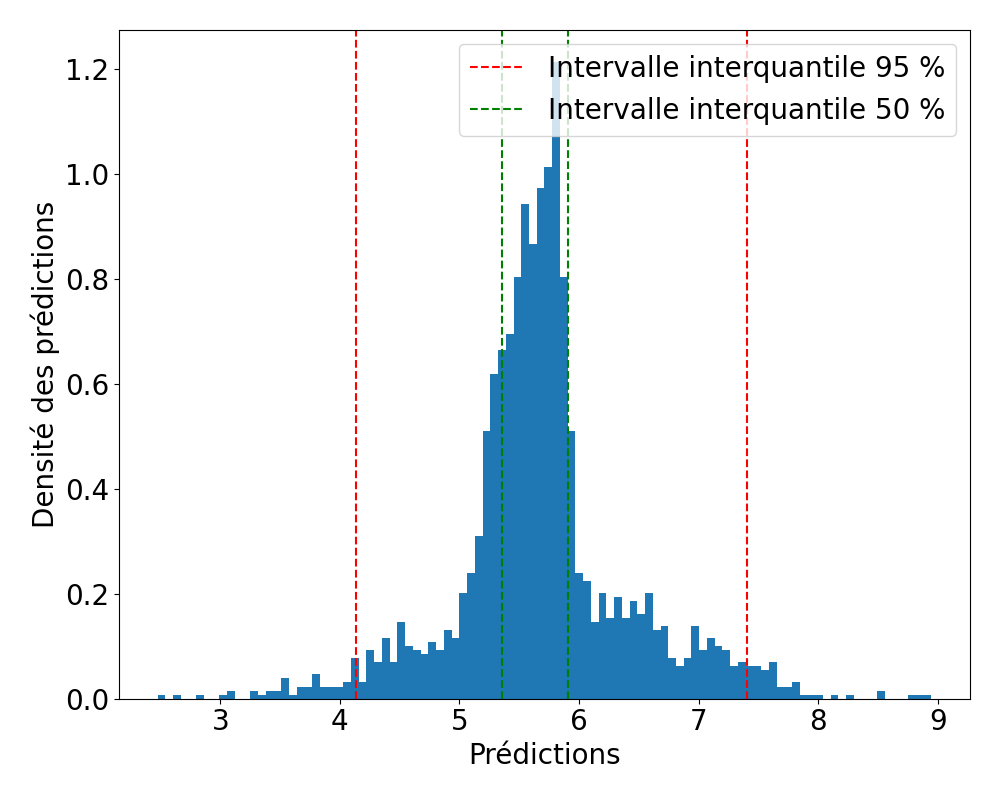 Intervalle interquantile 95 %
Intervalle interquantile 50 %
Densité des prédictions
1.2
1.0
0.8
0.6
0.4
0.2
0.0
3 4 5 6 7 8 9
Prédictions